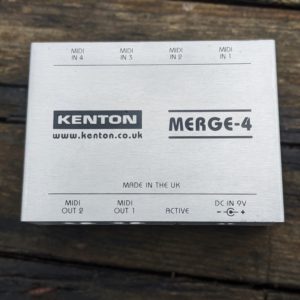 MIDI IN 4 MIDI IN 3 MIDI IN 2 MIDI IN 1
KENTON MERGE-4
www.kenton.co.uk
MADE IN THE UK
MIDI OUT 2 MIDI OUT 1 ACTIVE DC IN 9V
- +